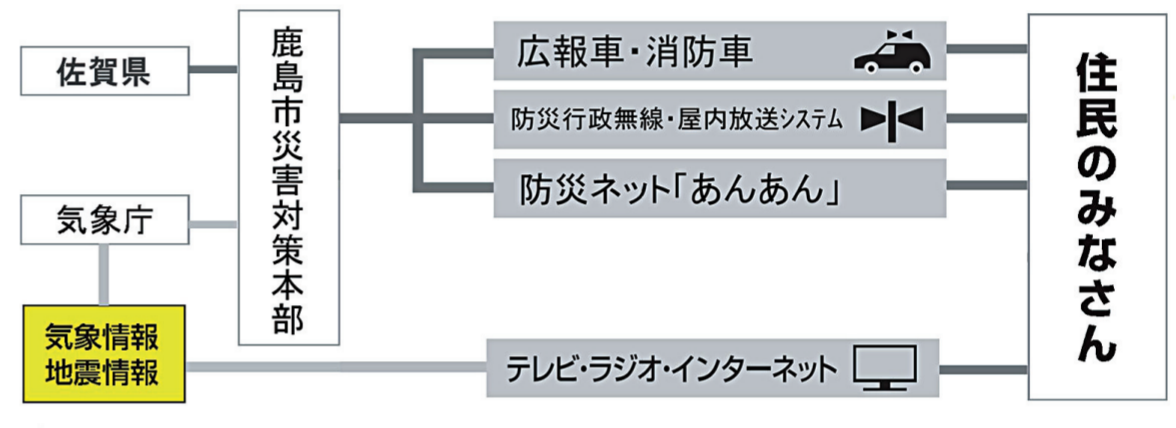 佐賀県
気象庁
気象情報
地震情報
鹿島市災害対策本部
広報車・消防車
防災行政無線・屋内放送システム
防災ネット「あんあん」
テレビ・ラジオ・インターネット
住民のみなさん